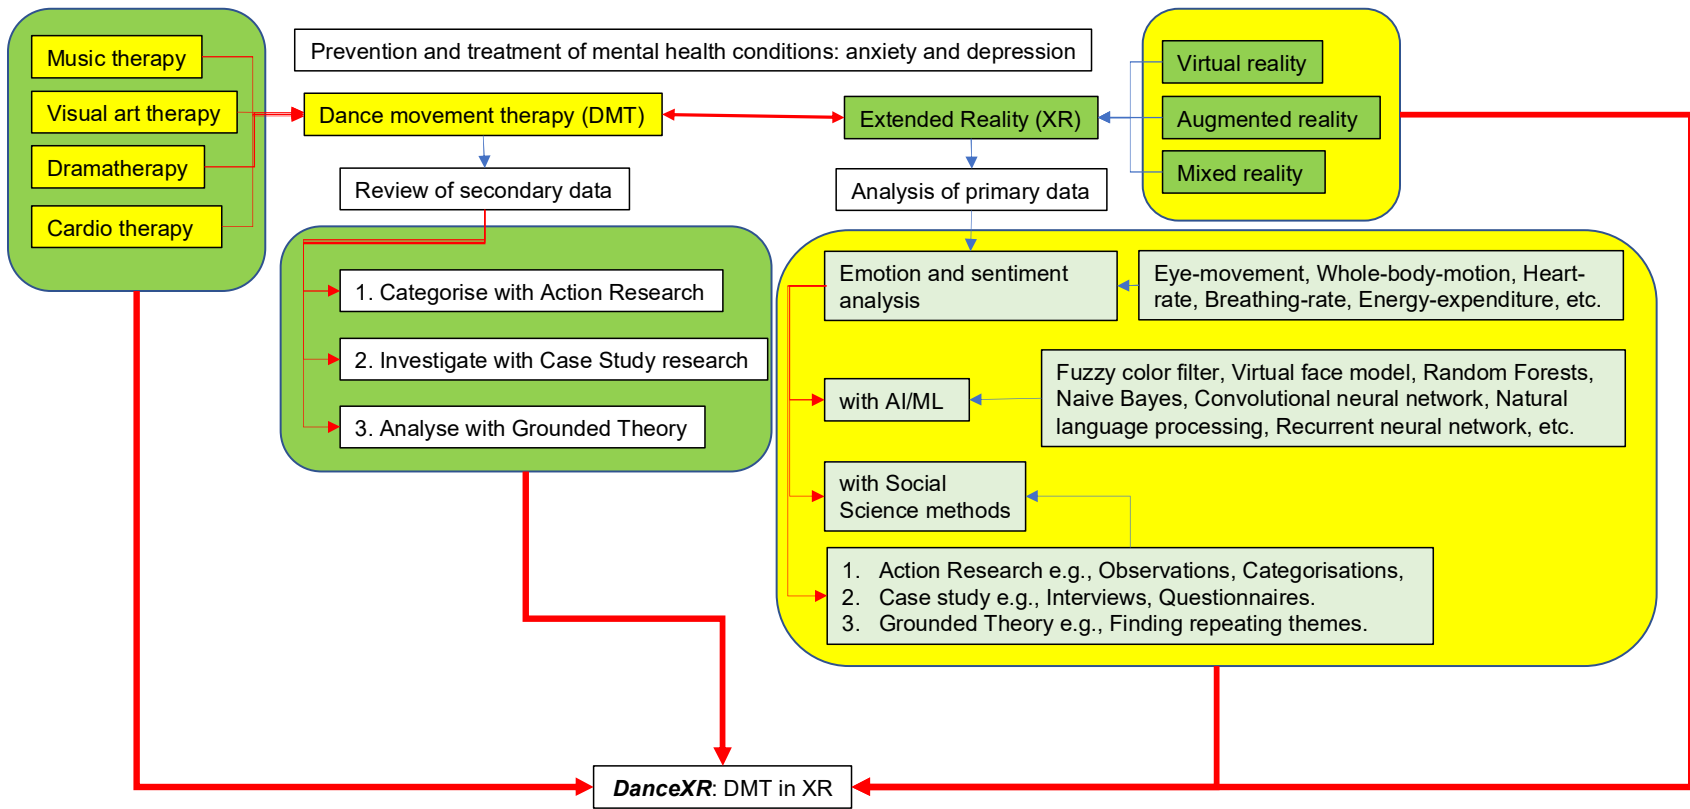 Prevention and treatment of mental health conditions: anxiety and depression
Music therapy
Visual art therapy
Dramatherapy
Cardio therapy
Dance movement therapy (DMT)
Extended Reality (XR)
Virtual reality
Augmented reality
Mixed reality
Review of secondary data
1. Categorise with Action Research
2. Investigate with Case Study research
3. Analyse with Grounded Theory
Analysis of primary data
Emotion and sentiment
analysis
Eye-movement, Whole-body-motion, Heart-
rate, Breathing-rate, Energy-expenditure, etc.
with AI/ML
Fuzzy color filter, Virtual face model, Random Forests,
Naive Bayes, Convolutional neural network, Natural
language processing, Recurrent neural network, etc.
with Social
Science methods
1. Action Research e.g., Observations, Categorisations,
2. Case study e.g., Interviews, Questionnaires.
3. Grounded Theory e.g., Finding repeating themes.
DanceXR: DMT in XR